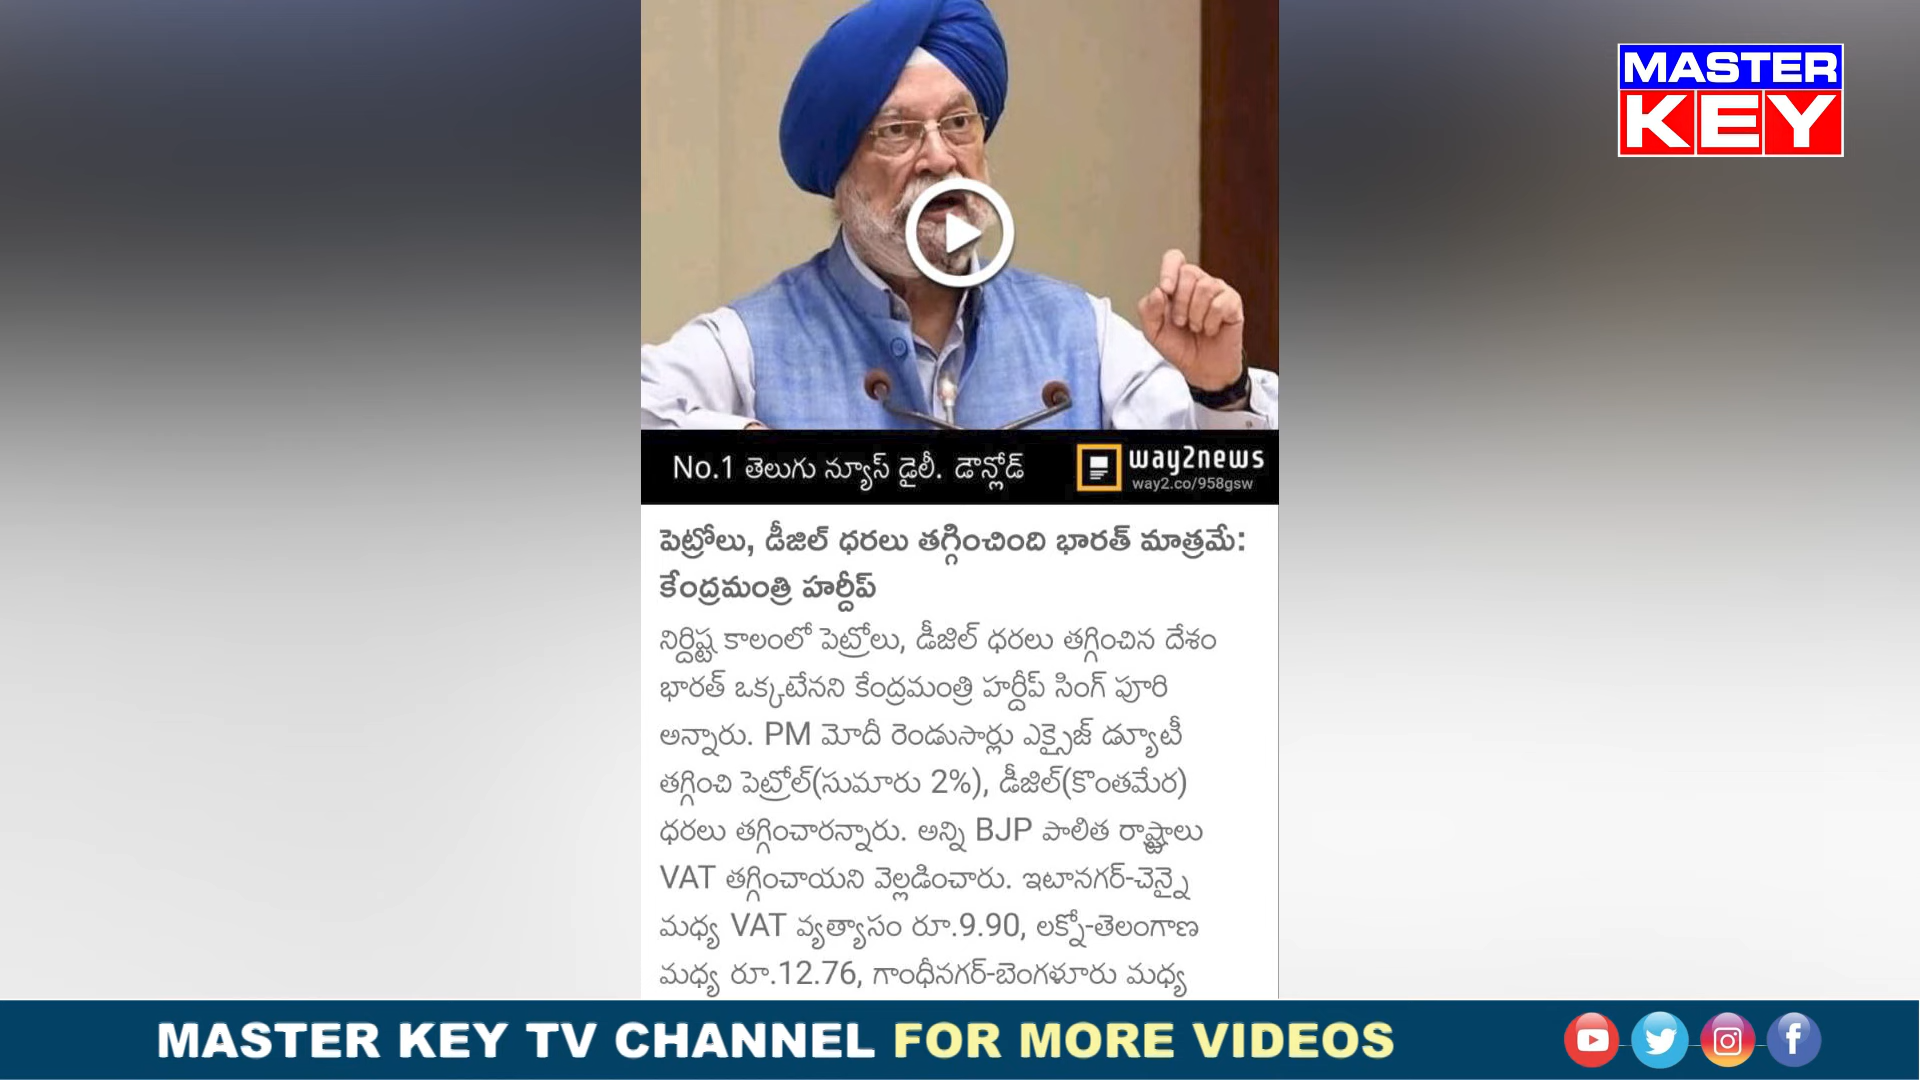 MASTER
KEY
No.1 తెలుగు న్యూస్ డైలీ. డౌన్లోడ్
way2news
way2.co/958gsw
పెట్రోలు, డీజిల్ ధరలు తగ్గించింది భారత్ మాత్రమే:
కేంద్రమంత్రి హర్దీప్
నిర్దిష్ట కాలంలో పెట్రోలు, డీజిల్ ధరలు తగ్గించిన దేశం
భారత్ ఒక్కటేనని కేంద్రమంత్రి హర్దీప్ సింగ్ పూరి
అన్నారు. PM మోదీ రెండుసార్లు ఎక్సైజ్ డ్యూటీ
తగ్గించి పెట్రోల్(సుమారు 2%), డీజిల్(కొంతమేర)
ధరలు తగ్గించారన్నారు. అన్ని BJP పాలిత రాష్ట్రాలు
VAT తగ్గించాయని వెల్లడించారు. ఇటానగర్-చెన్నై
మధ్య VAT వ్యత్యాసం రూ.9.90, లక్నో-తెలంగాణ
మధ్య రూ.12.76, గాంధీనగర్-బెంగళూరు మధ్య
MASTER KEY TV CHANNEL FOR MORE VIDEOS